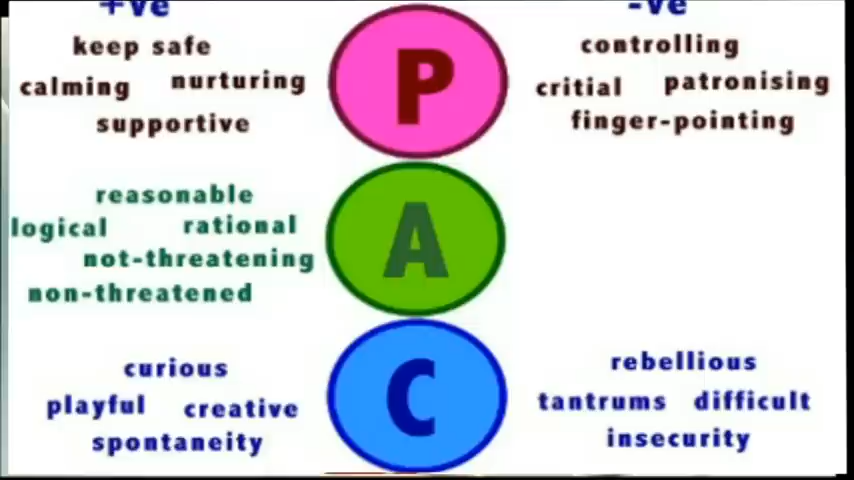 +ve
-ve
keep safe
calming nurturing
supportive
P
controlling
critial patronising
finger-pointing
reasonable
logical rational
not-threatening
non-threatened
A
curious
playful creative
spontaneity
C
rebellious
tantrums difficult
insecurity